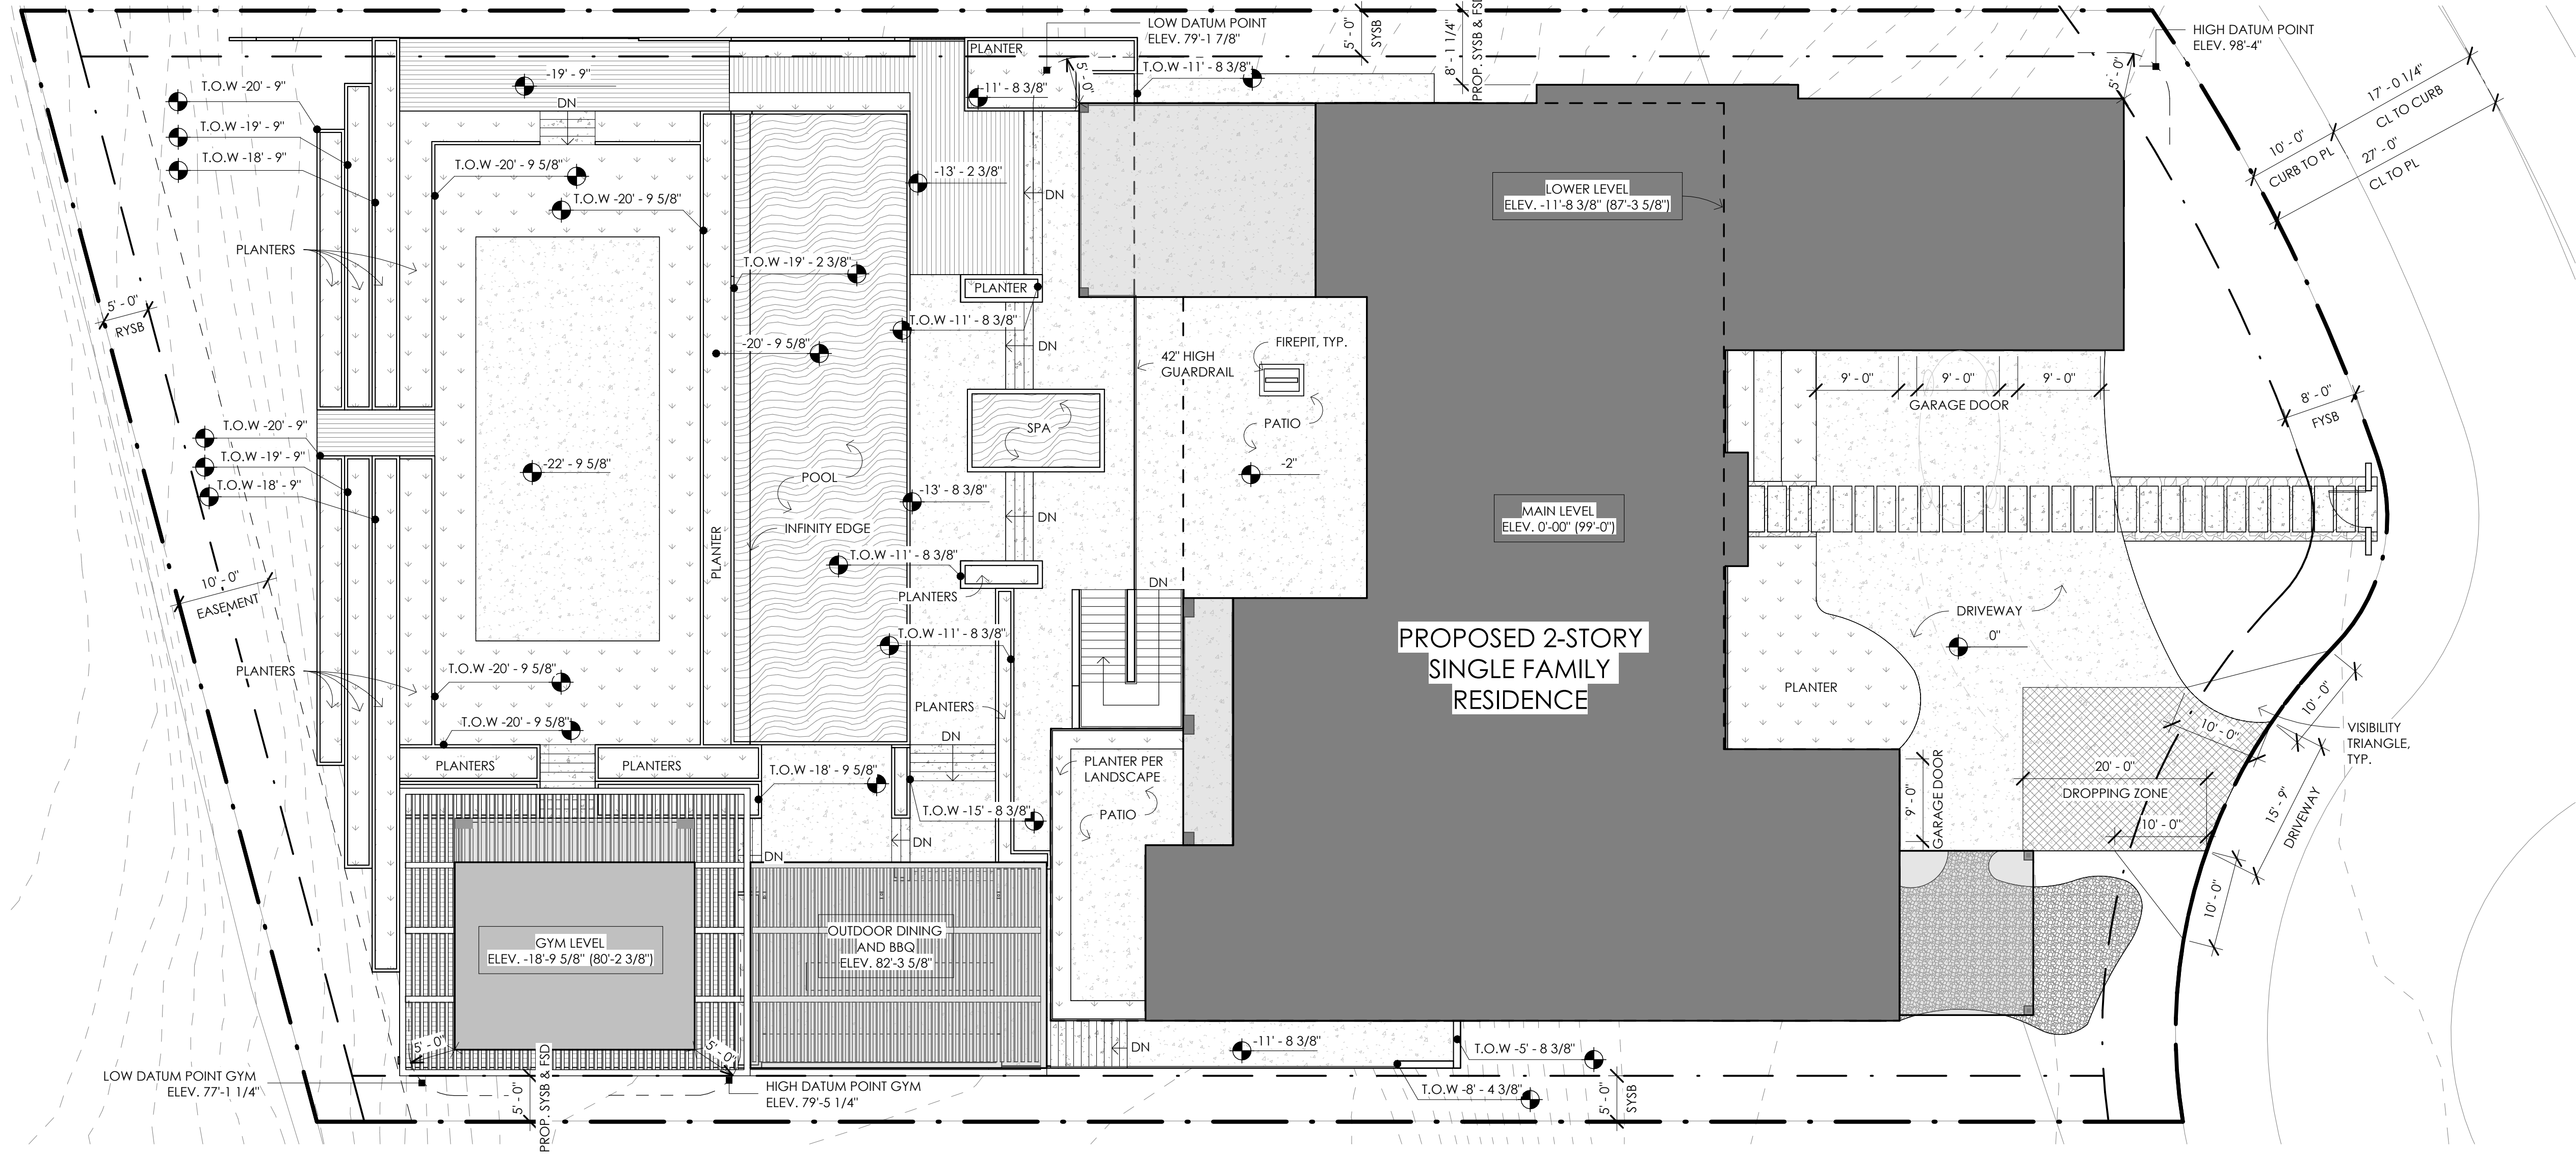 LOW DATUM POINT
ELEV. 79'-1 7/8"
5' - 0"
SYSB
8' - 1 1/4"
PROP. SYSB & FSD
HIGH DATUM POINT
ELEV. 98'-4"
PLANTER
T.O.W -11' - 8 3/8"
5' - 0"
-11' - 8 3/8"
-19' - 9"
DN
T.O.W -20' - 9"
T.O.W -19' - 9"
T.O.W -18' - 9"
5' - 0"
17' - 0 1/4"
CL TO CURB
10' - 0"
CURB TO PL
27' - 0"
CL TO PL
T.O.W -20' - 9 5/8"
T.O.W -20' - 9 5/8"
-13' - 2 3/8"
DN
LOWER LEVEL
ELEV. -11'-8 3/8" (87'-3 5/8")
PLANTERS
T.O.W -19' - 2 3/8"
PLANTER
T.O.W -11' - 8 3/8"
-20' - 9 5/8"
DN
42" HIGH
GUARDRAIL
FIREPIT, TYP.
5' - 0"
RYSB
9' - 0"
9' - 0"
9' - 0"
GARAGE DOOR
8' - 0"
FYSB
SPA
PATIO
-2"
T.O.W -20' - 9"
T.O.W -19' - 9"
T.O.W -18' - 9"
-22' - 9 5/8"
POOL
-13' - 8 3/8"
DN
INFINITY EDGE
PLANTER
MAIN LEVEL
ELEV. 0'-00" (99'-0")
T.O.W -11' - 8 3/8"
PLANTERS
DN
10' - 0"
EASEMENT
T.O.W -11' - 8 3/8"
DRIVEWAY
0"
PROPOSED 2-STORY
SINGLE FAMILY
RESIDENCE
PLANTERS
T.O.W -20' - 9 5/8"
PLANTER
T.O.W -20' - 9 5/8"
PLANTERS
DN
10' - 0"
10' - 0"
VISIBILITY
TRIANGLE,
TYP.
PLANTERS
PLANTERS
T.O.W -18' - 9 5/8"
PLANTER PER
LANDSCAPE
PATIO
T.O.W -15' - 8 3/8"
DN
DN
9' - 0"
GARAGE DOOR
20' - 0"
DROPPING ZONE
10' - 0"
15' - 9"
DRIVEWAY
10' - 0"
GYM LEVEL
ELEV. -18'-9 5/8" (80'-2 3/8")
OUTDOOR DINING
AND BBQ
ELEV. 82'-3 5/8"
5' - 0"
5' - 0"
DN
-11' - 8 3/8"
T.O.W -5' - 8 3/8"
LOW DATUM POINT GYM
ELEV. 77'-1 1/4"
5' - 0"
PROP. SYSB & FSD
HIGH DATUM POINT GYM
ELEV. 79'-5 1/4"
T.O.W -8' - 4 3/8"
5' - 0"
SYSB